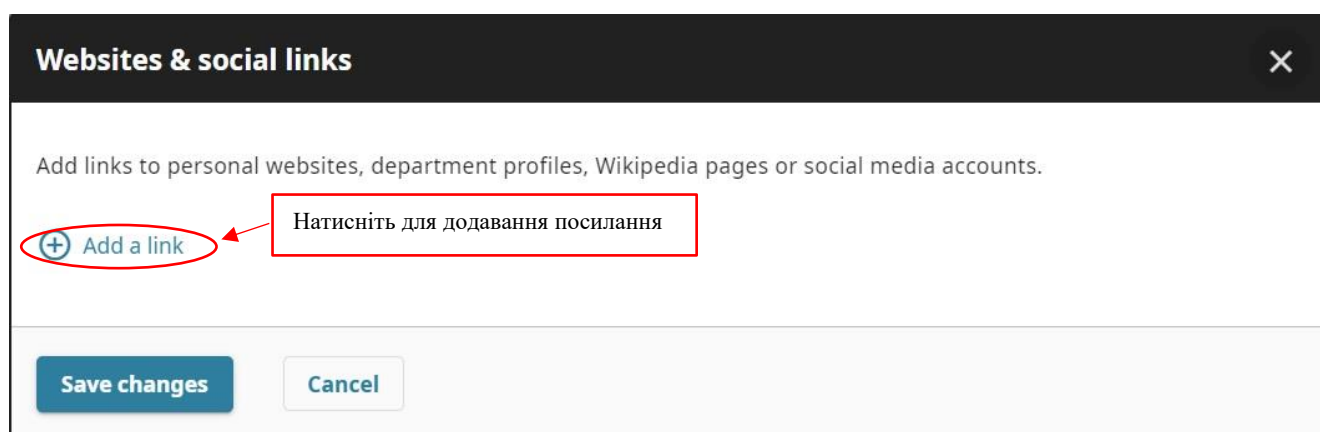 Websites & social links
Add links to personal websites, department profiles, Wikipedia pages or social media accounts.
Натисніть для додавання посилання
Add a link
Save changes
Cancel